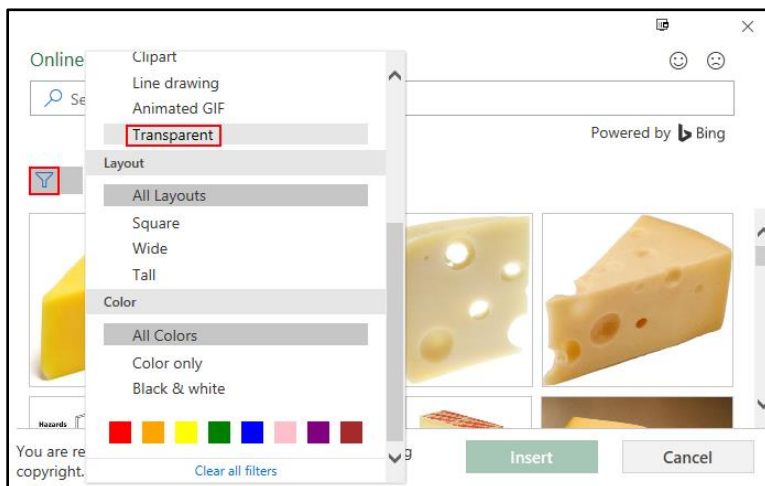 Online
Clipart
Line drawing
Se
Animated GIF
Transparent
Powered by Bing
Layout
All Layouts
Square
Wide
Tall
Color
All Colors
Color only
Black & white
Hazards
You are re
g
copyright.
Clear all filters
Insert
Cancel